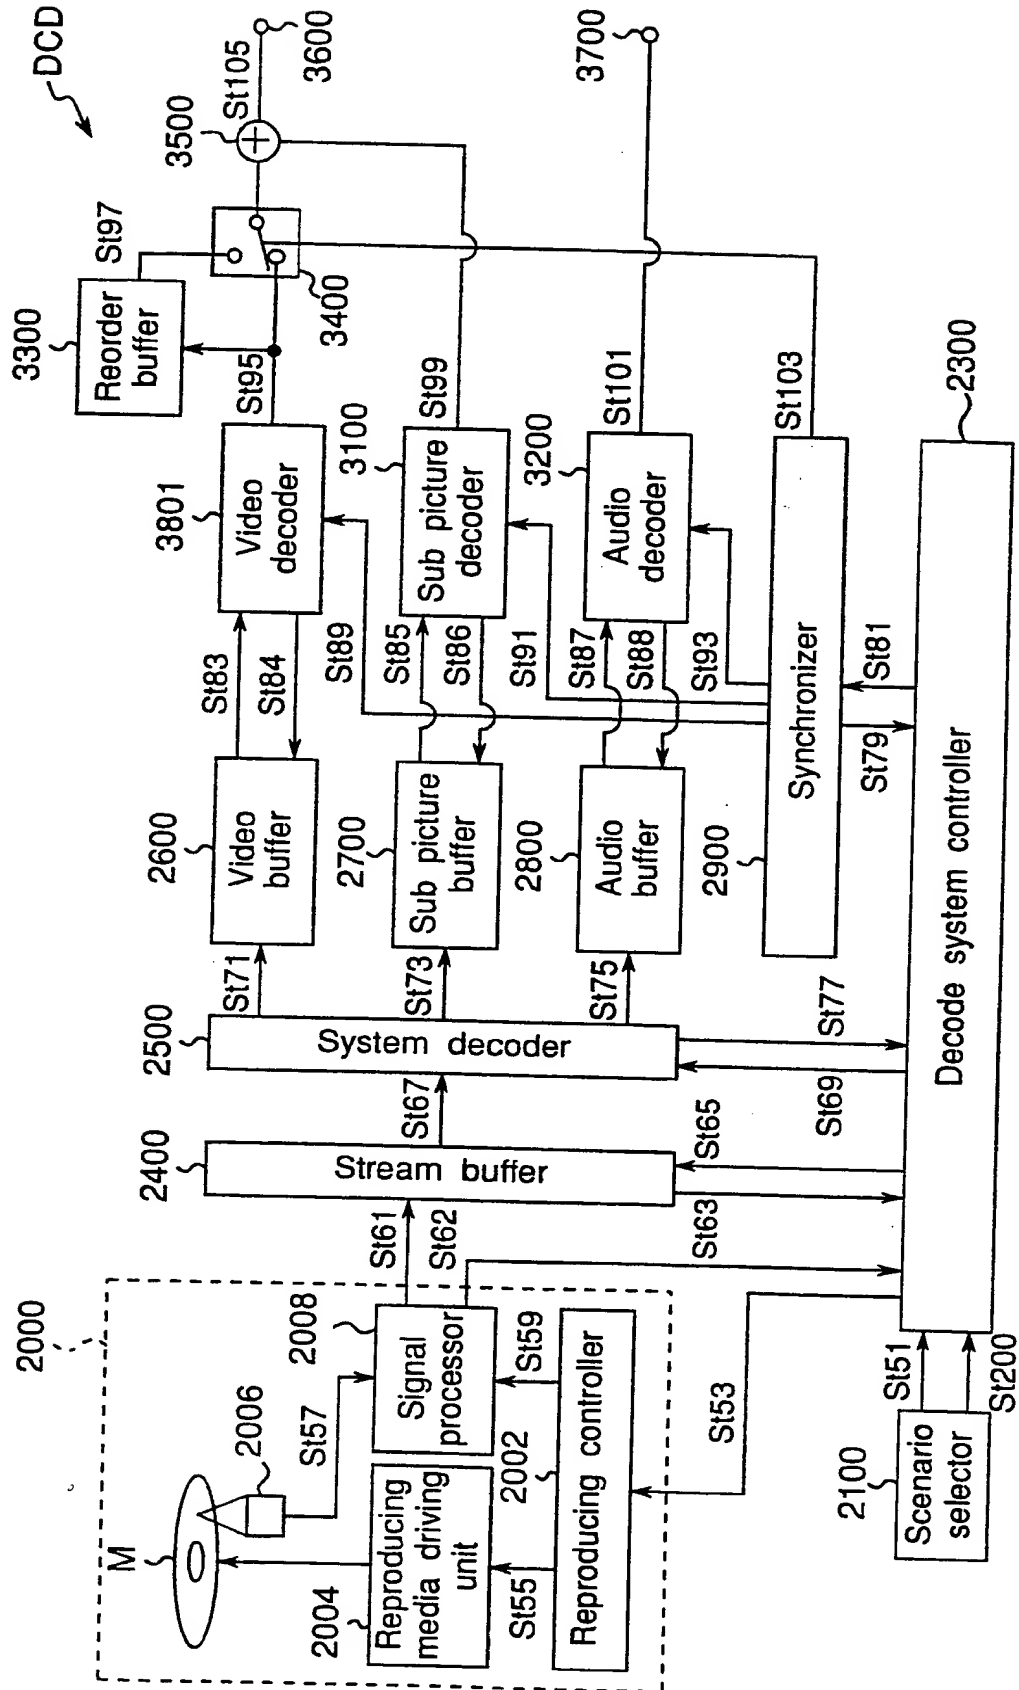 DCD
2000
M
2006
St57
2004
Reproducing
media driving
unit
2008
Signal
processor
St55
St59
2002
Reproducing controller
St53
2100
Scenario
selector
St51
St200
St61
St62
2400
Stream buffer
St63
St65
St67
2500
System decoder
St69
St77
St71
St73
St75
2600
Video
buffer
2700
Sub picture
buffer
2800
Audio
buffer
2900
Synchronizer
St79
St81
2300
Decode system controller
St83
St84
St89
St85
St86
St91
St87
St88
St93
3801
Video
decoder
3100
Sub picture
decoder
3200
Audio
decoder
St95
St99
St101
St103
3300
Reorder
buffer
St97
3400
3500
St105
3600
3700